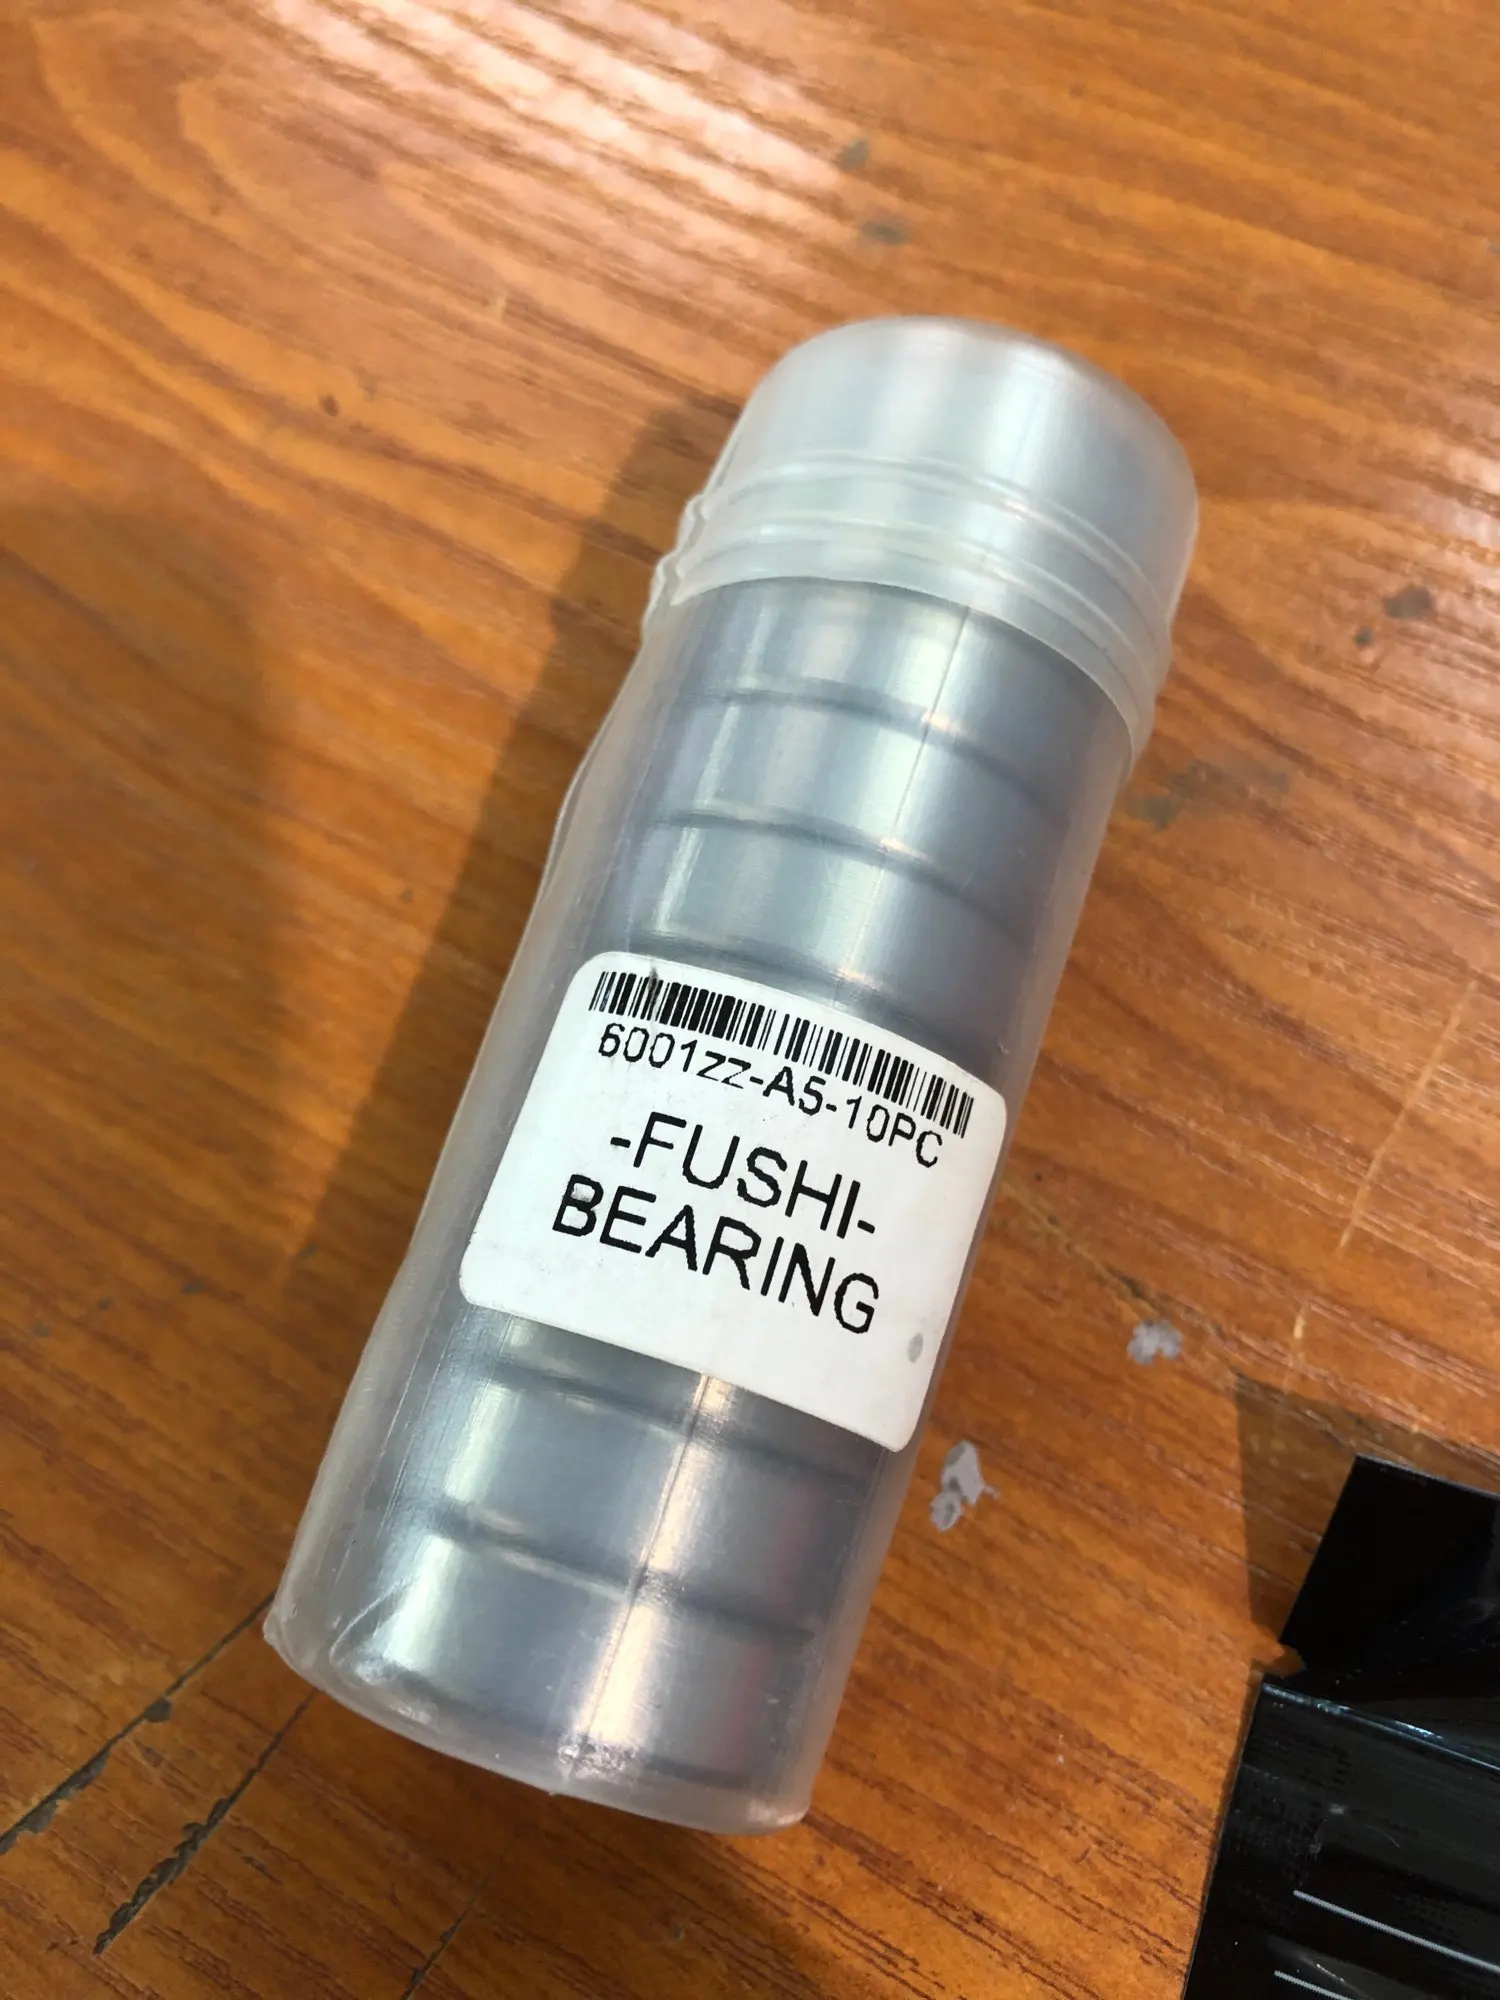 6001zz-A5-10PC
-FUSHI-
BEARING